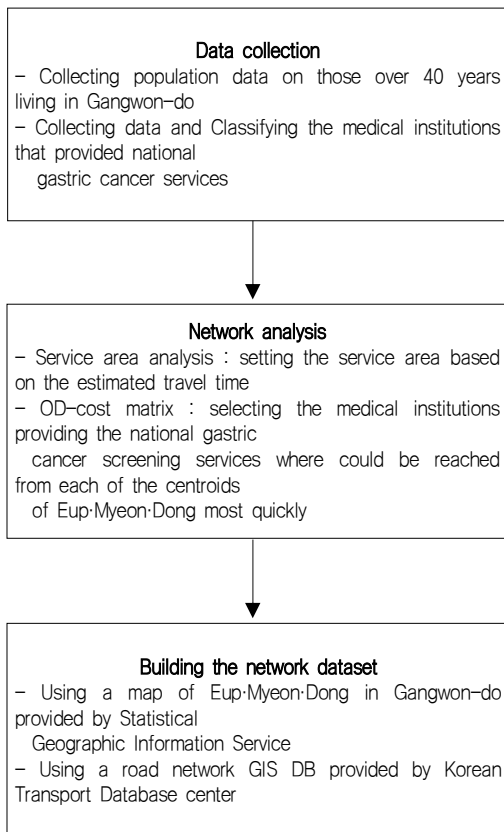 Data collection
– Collecting population data on those over 40 years
living in Gangwon-do
– Collecting data and Classifying the medical institutions
that provided national
gastric cancer services
Network analysis
– Service area analysis : setting the service area based
on the estimated travel time
– OD-cost matrix : selecting the medical institutions
providing the national gastric
cancer screening services where could be reached
from each of the centroids
of Eup·Myeon·Dong most quickly
Building the network dataset
– Using a map of Eup·Myeon·Dong in Gangwon-do
provided by Statistical
Geographic Information Service
– Using a road network GIS DB provided by Korean
Transport Database center